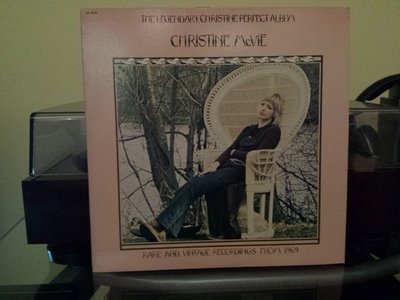 THE LEGENDARY CHRISTINE PERFECT ALBUM
CHRISTINE McVIE
RARE AND VINTAGE RECORDINGS FROM 1969